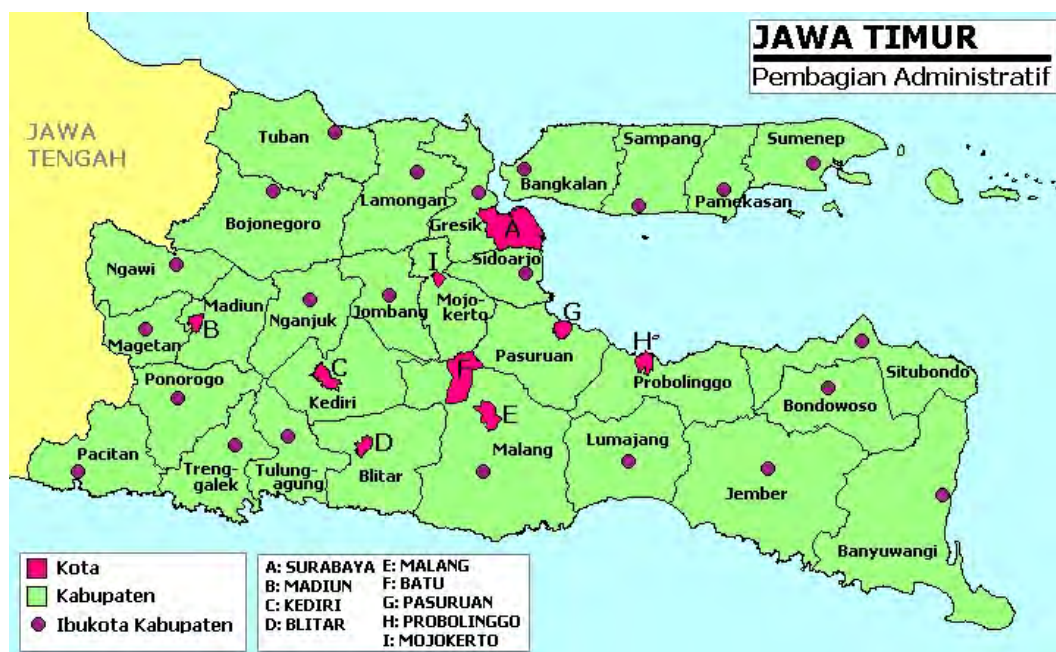 JAWA TIMUR
Pembagian Administratif
JAWA
TENGAH
Tuban
Lamongan
Bojonegoro
Gresik
A
Bangkalan
Sampang
Pamekasan
Sumenep
Ngawi
Madiun
B
Magetan
Nganjuk
Jombang
I
Mojo-
kerto
Sidoarjo
G
Pasuruan
H
Probolinggo
Situbondo
Bondowoso
Ponorogo
C
Kediri
F
E
Malang
Lumajang
Jember
Banyuwangi
Pacitan
Treng-
galek
Tulung-
agung
D
Blitar
Kota
Kabupaten
Ibukota Kabupaten
A: SURABAYA
B: MADIUN
C: KEDIRI
D: BLITAR
E: MALANG
F: BATU
G: PASURUAN
H: PROBOLINGGO
I: MOJOKERTO